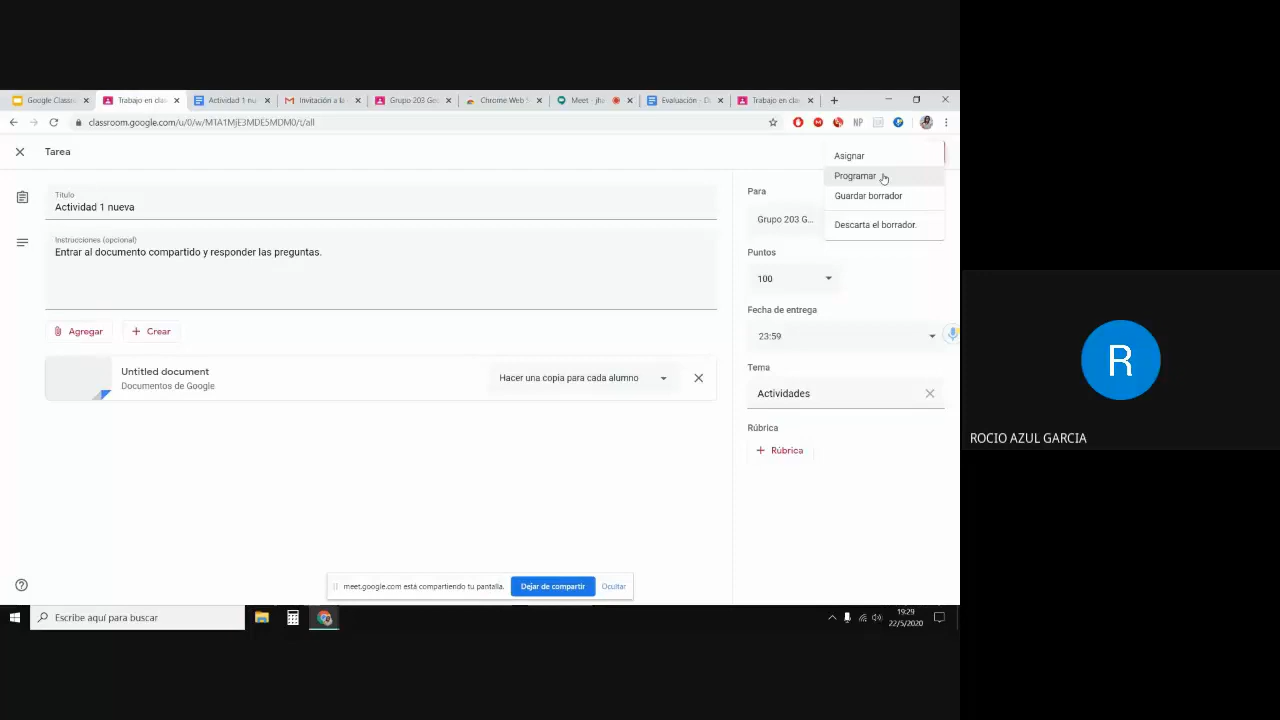 Google Classr
Trabajo en cla
Actividad 1 nu
Invitación a la
Grupo 203 Ges
Chrome Web S
Meet - jha
Evaluación - D
Trabajo en cla
classroom.google.com/u/0/w/MTA1MjE3MDE5MDM0/t/all
NP
Tarea
Asignar
Programar
Guardar borrador
Descarta el borrador.
Título
Actividad 1 nueva
Instrucciones (opcional)
Entrar al documento compartido y responder las preguntas.
Agregar
Crear
Untitled document
Documentos de Google
Hacer una copia para cada alumno
Para
Grupo 203 G...
Puntos
100
Fecha de entrega
23:59
Tema
Actividades
Rúbrica
Rúbrica
meet.google.com está compartiendo tu pantalla.
Dejar de compartir
Ocultar
Escribe aquí para buscar
19:29
22/5/2020
R
ROCIO AZUL GARCIA